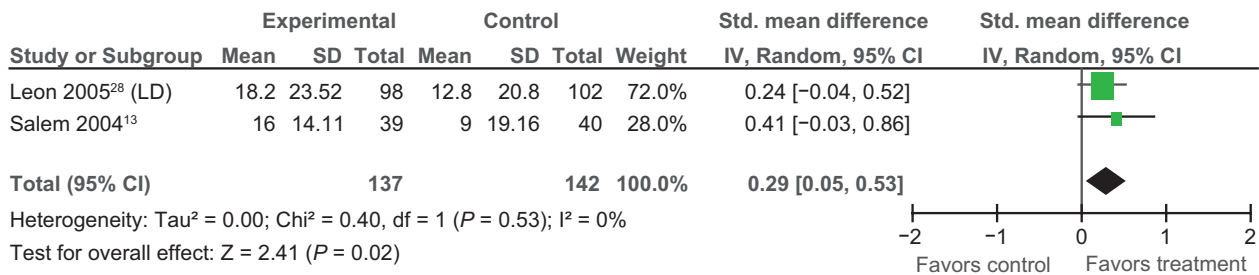 Experimental Control Std. mean difference Std. mean difference
Study or Subgroup Mean SD Total Mean SD Total Weight IV, Random, 95% CI IV, Random, 95% CI
Leon 2005²⁸ (LD) 18.2 23.52 98 12.8 20.8 102 72.0% 0.24 [−0.04, 0.52]
Salem 2004¹³ 16 14.11 39 9 19.16 40 28.0% 0.41 [−0.03, 0.86]
Total (95% CI) 137 142 100.0% 0.29 [0.05, 0.53]
Heterogeneity: Tau² = 0.00; Chi² = 0.40, df = 1 (P = 0.53); I² = 0%
Test for overall effect: Z = 2.41 (P = 0.02)
−2 −1 0 1 2
Favors control Favors treatment